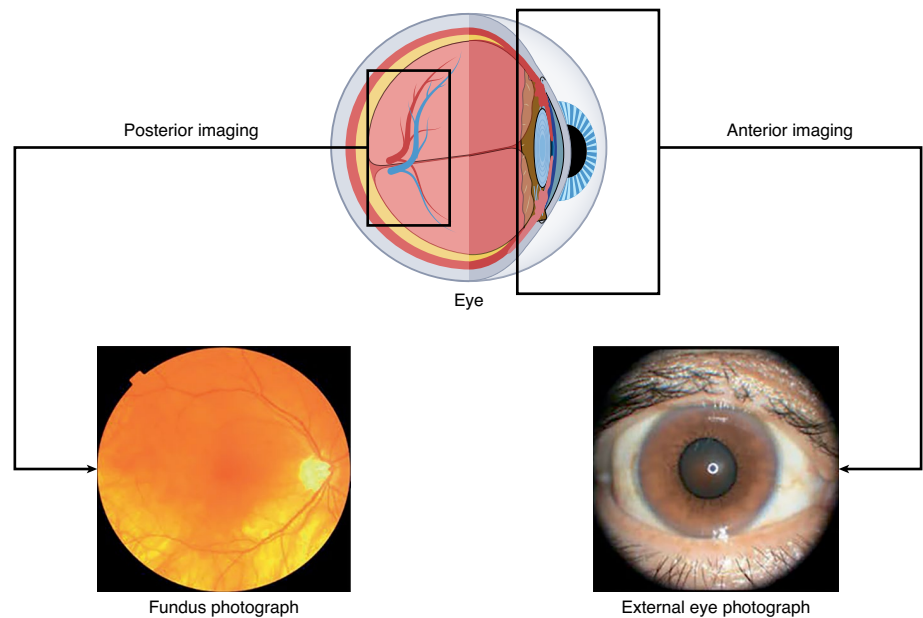 Posterior imaging
Anterior imaging
Eye
Fundus photograph
External eye photograph